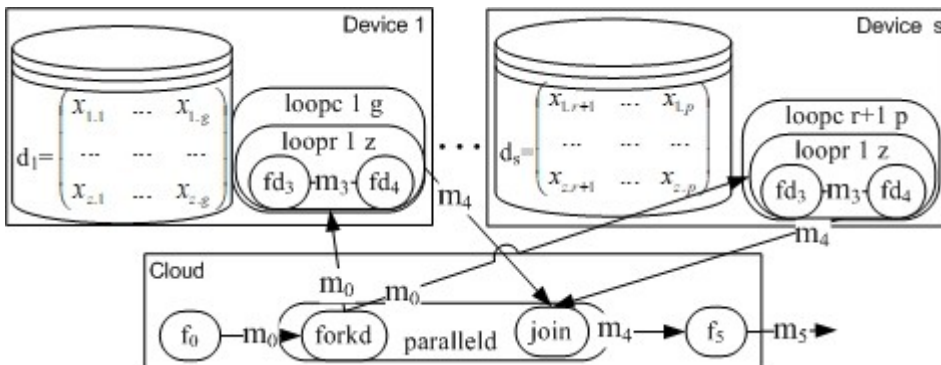 Device 1
Device s
x1.1 ... x1.g
x1.r+1 ... x1.p
loopc 1 g
loopc r+1 p
d1= ... ... ...
loopr 1 z
...
ds= ... ... ...
loopr 1 z
xz.1 ... xz.g
fd3 m3 fd4
xz.r+1 ... xz.p
fd3 m3 fd4
m4
m4
Cloud
m0
m0
f0 m0 forkd paralleld join m4 f5 m5